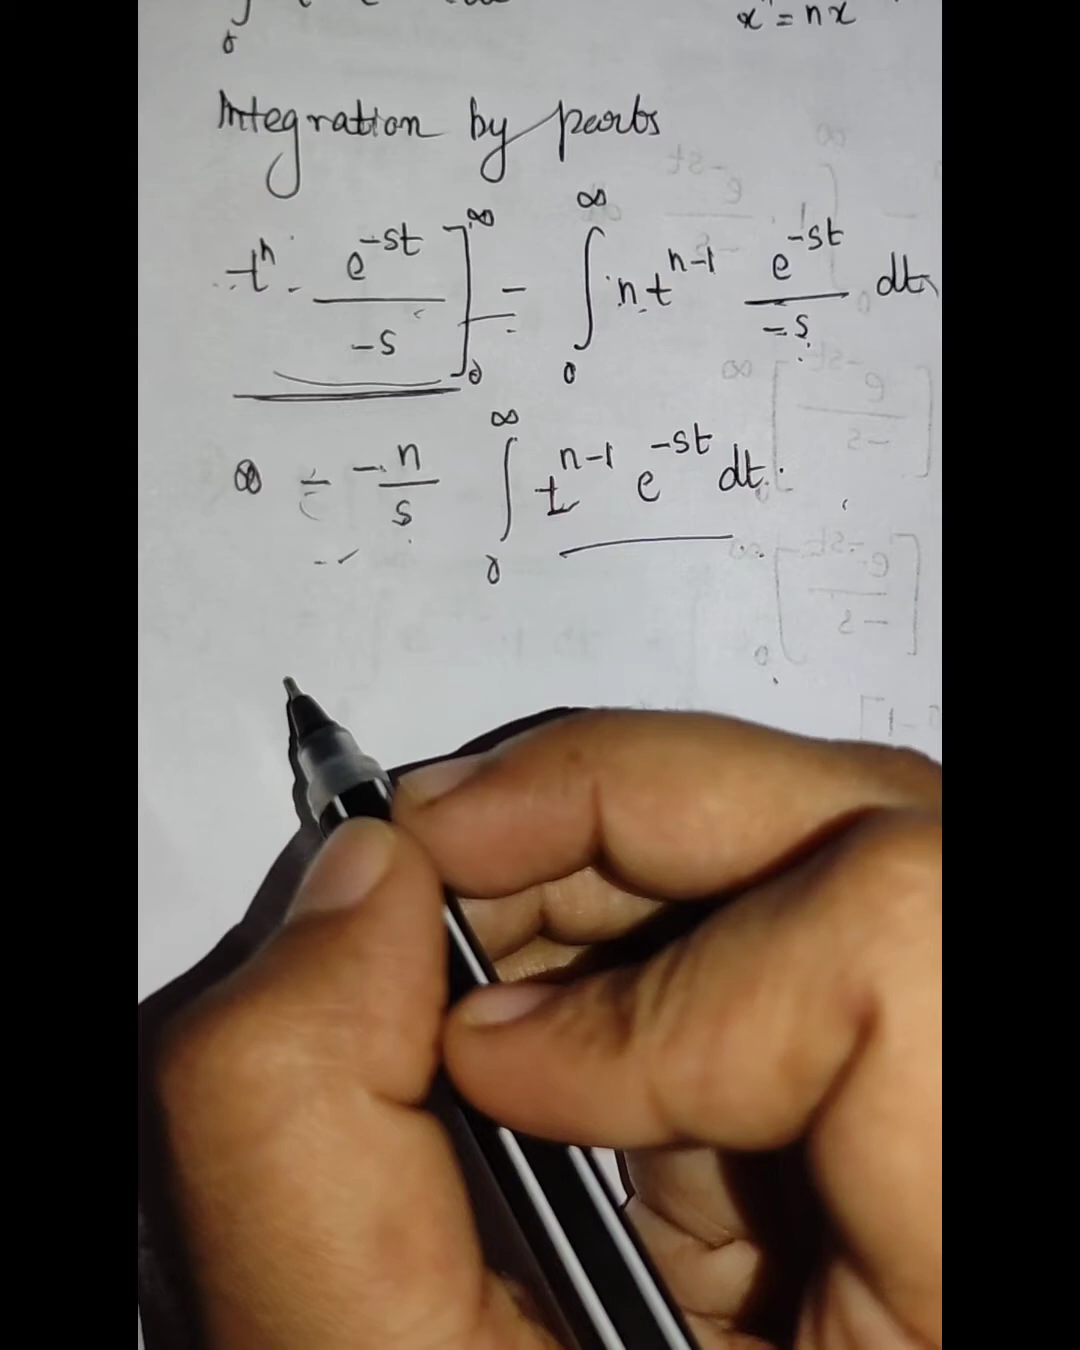 x' = nx
Integration by parts
t^n · e^{-st} / -s ]_0^∞ - ∫_0^∞ n t^{n-1} e^{-st} / -s dt
- - n/s ∫_0^∞ t^{n-1} e^{-st} dt.